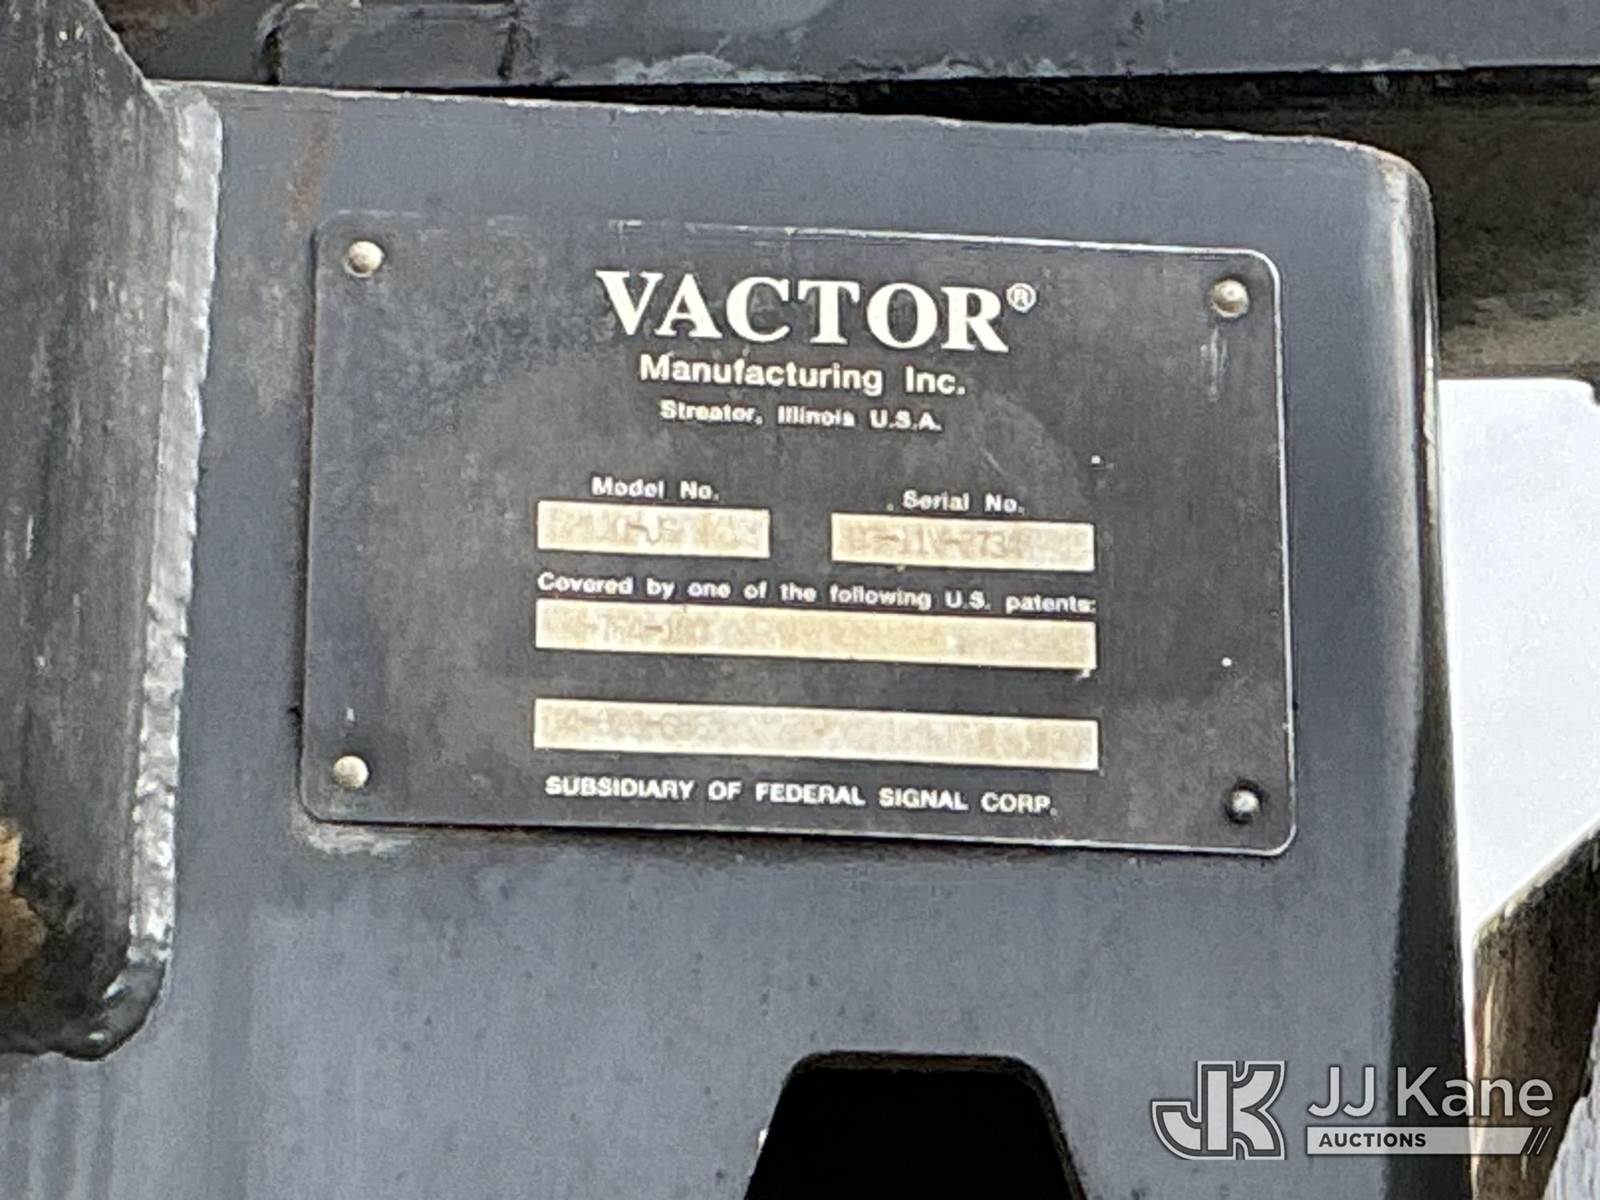 VACTOR®
Manufacturing Inc.
Streator, Illinois U.S.A.
Model No. Serial No.
Covered by one of the following U.S. patents:
SUBSIDIARY OF FEDERAL SIGNAL CORP.
JK JJ Kane
AUCTIONS